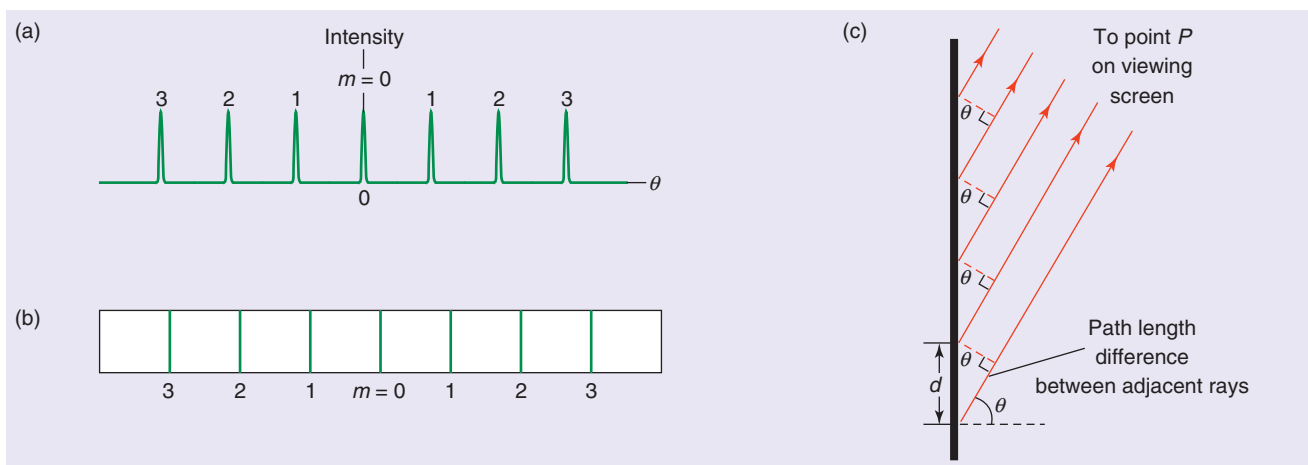 (a)
Intensity
m = 0
3 2 1 1 2 3
θ
0
(b)
3 2 1 m = 0 1 2 3
(c)
To point P
on viewing
screen
θ
θ
θ
θ
d
Path length
difference
between adjacent rays
θ